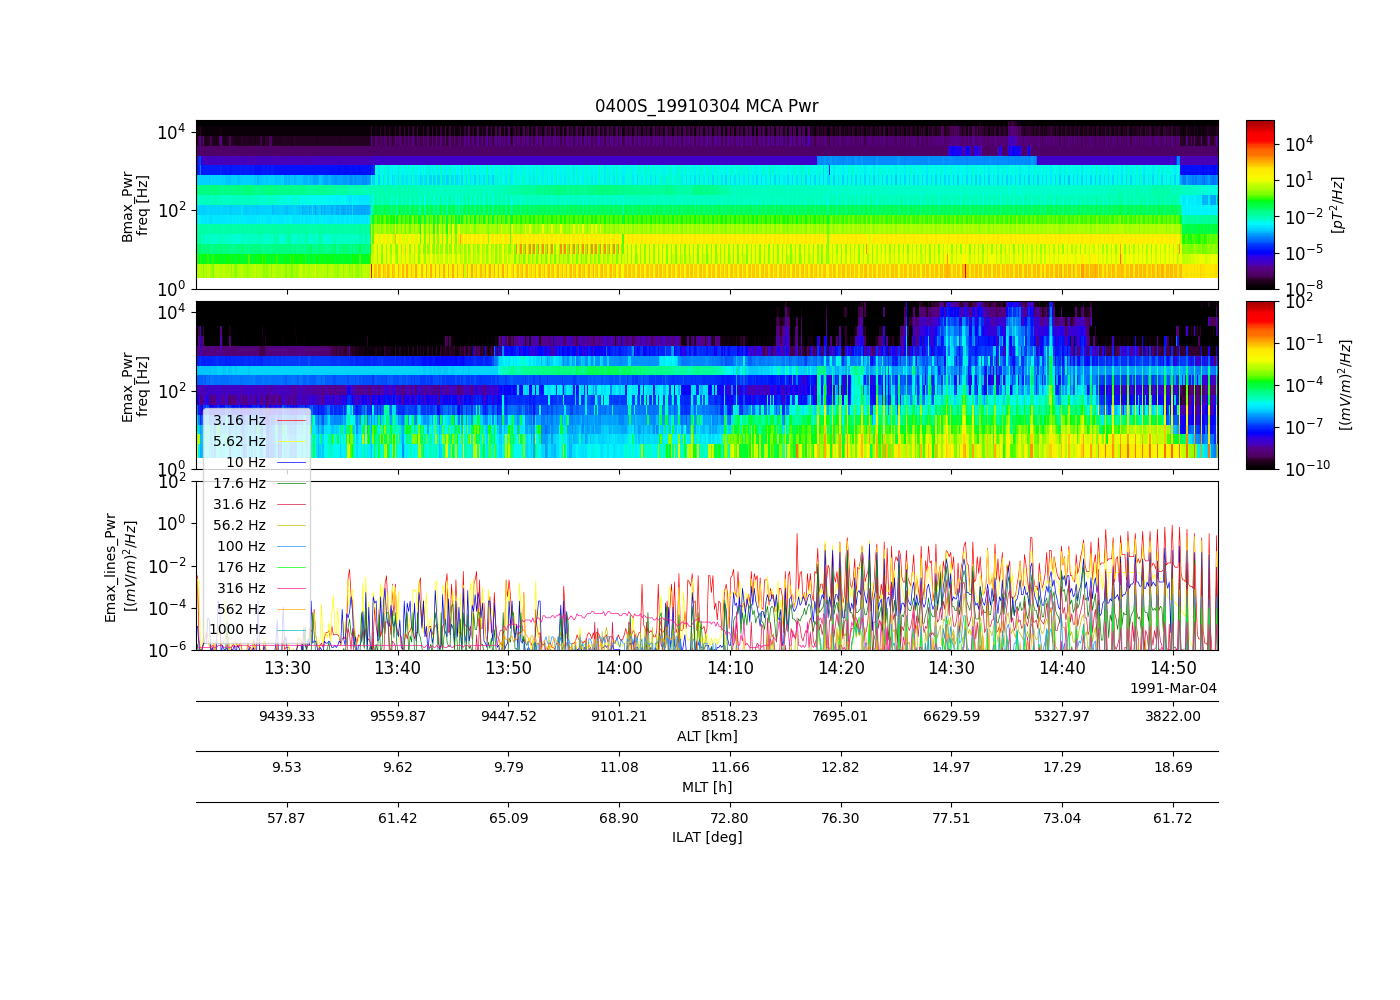 0400S_19910304 MCA Pwr
10^4
10^2
10^0
Bmax_Pwr
freq [Hz]
10^4
10^1
10^-2
10^-5
10^-8
[pT^2/Hz]
10^4
10^2
10^0
Emax_Pwr
freq [Hz]
10^2
10^-1
10^-4
10^-7
10^-10
[(mV/m)^2/Hz]
3.16 Hz
5.62 Hz
10 Hz
17.6 Hz
31.6 Hz
56.2 Hz
100 Hz
176 Hz
316 Hz
562 Hz
1000 Hz
10^2
10^0
10^-2
10^-4
10^-6
Emax_lines_Pwr
[(mV/m)^2/Hz]
13:30 13:40 13:50 14:00 14:10 14:20 14:30 14:40 14:50
1991-Mar-04
9439.33 9559.87 9447.52 9101.21 8518.23 7695.01 6629.59 5327.97 3822.00
ALT [km]
9.53 9.62 9.79 11.08 11.66 12.82 14.97 17.29 18.69
MLT [h]
57.87 61.42 65.09 68.90 72.80 76.30 77.51 73.04 61.72
ILAT [deg]